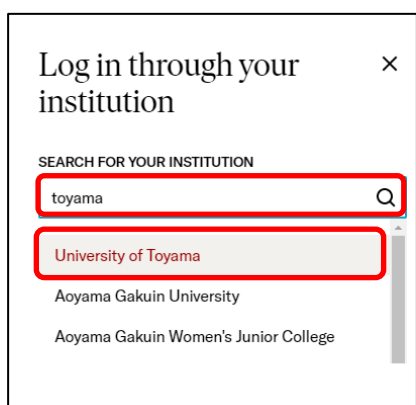 Log in through your
institution
SEARCH FOR YOUR INSTITUTION
toyama
University of Toyama
Aoyama Gakuin University
Aoyama Gakuin Women's Junior College